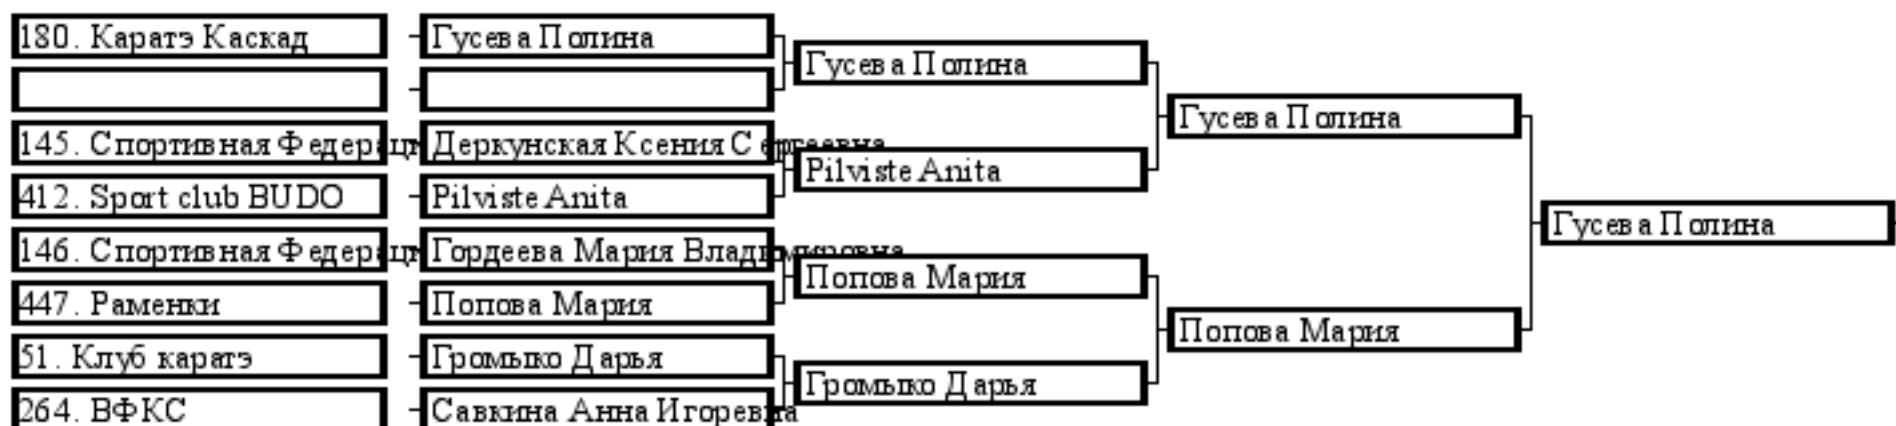 180. Каратэ Каскад
Гусева Полина
Гусева Полина
Гусева Полина
145. Спортивная Федераци
Деркунская Ксения Сергеевна
Pilviste Anita
412. Sport club BUDO
Pilviste Anita
Гусева Полина
146. Спортивная Федераци
Гордеева Мария Владимировна
Попова Мария
447. Раменки
Попова Мария
Попова Мария
51. Клуб каратэ
Громыко Дарья
Громыко Дарья
264. ВФКС
Савкина Анна Игоревна